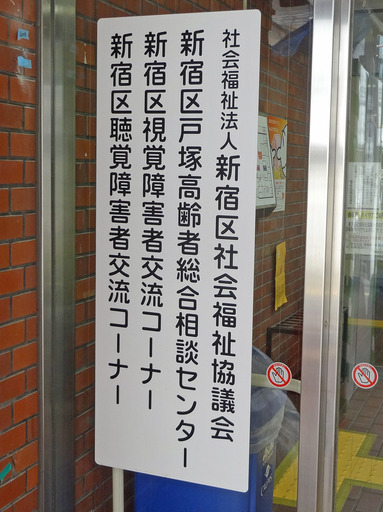 社会福祉法人 新宿区社会福祉協議会
新宿区戸塚高齢者総合相談センター
新宿区視覚障害者交流コーナー
新宿区聴覚障害者交流コーナー